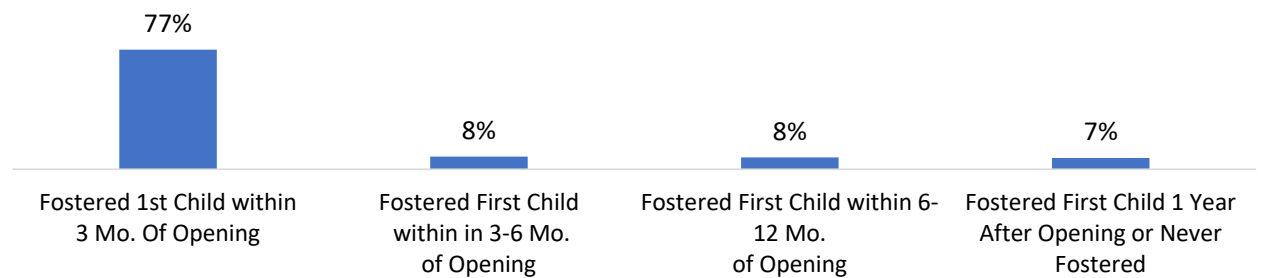 77%
8%
8%
7%
Fostered 1st Child within
3 Mo. Of Opening
Fostered First Child
within in 3-6 Mo.
of Opening
Fostered First Child within 6-
12 Mo.
of Opening
Fostered First Child 1 Year
After Opening or Never
Fostered